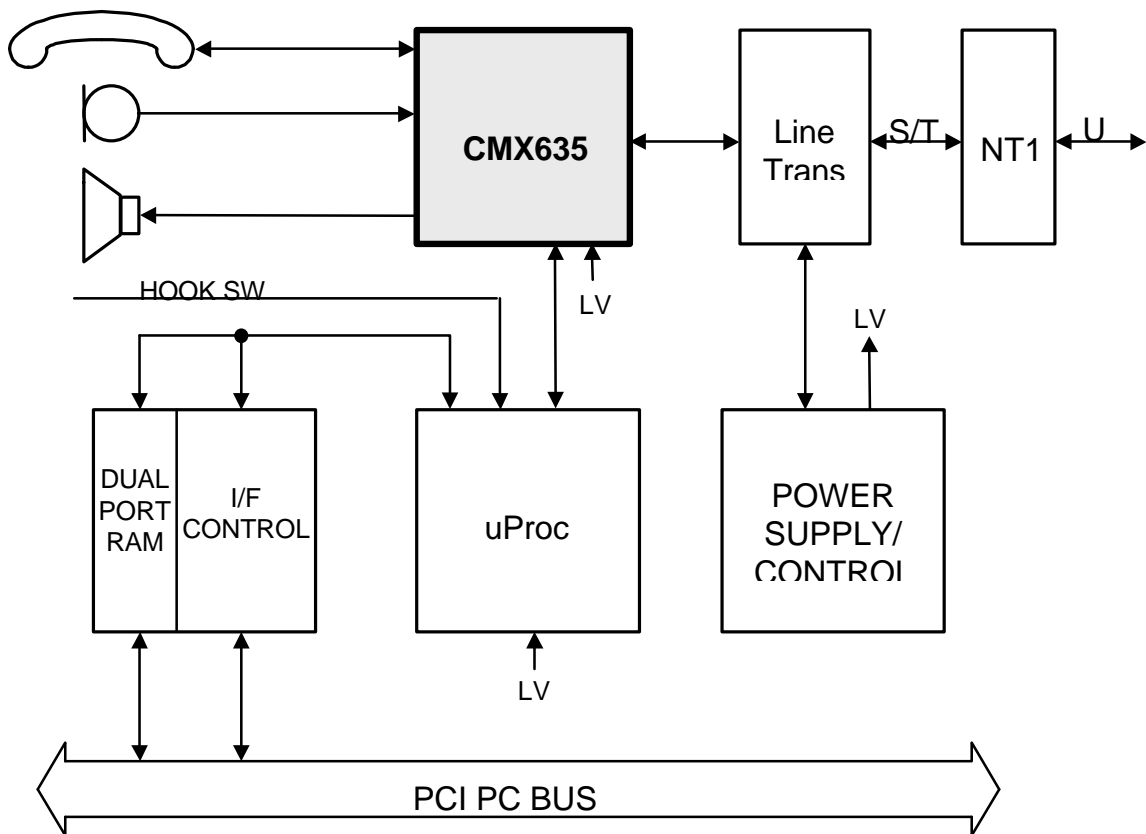 CMX635
Line
Trans
S/T
NT1
U
HOOK SW
LV
LV
DUAL
PORT
RAM
I/F
CONTROL
uProc
POWER
SUPPLY/
CONTROL
LV
PCI PC BUS